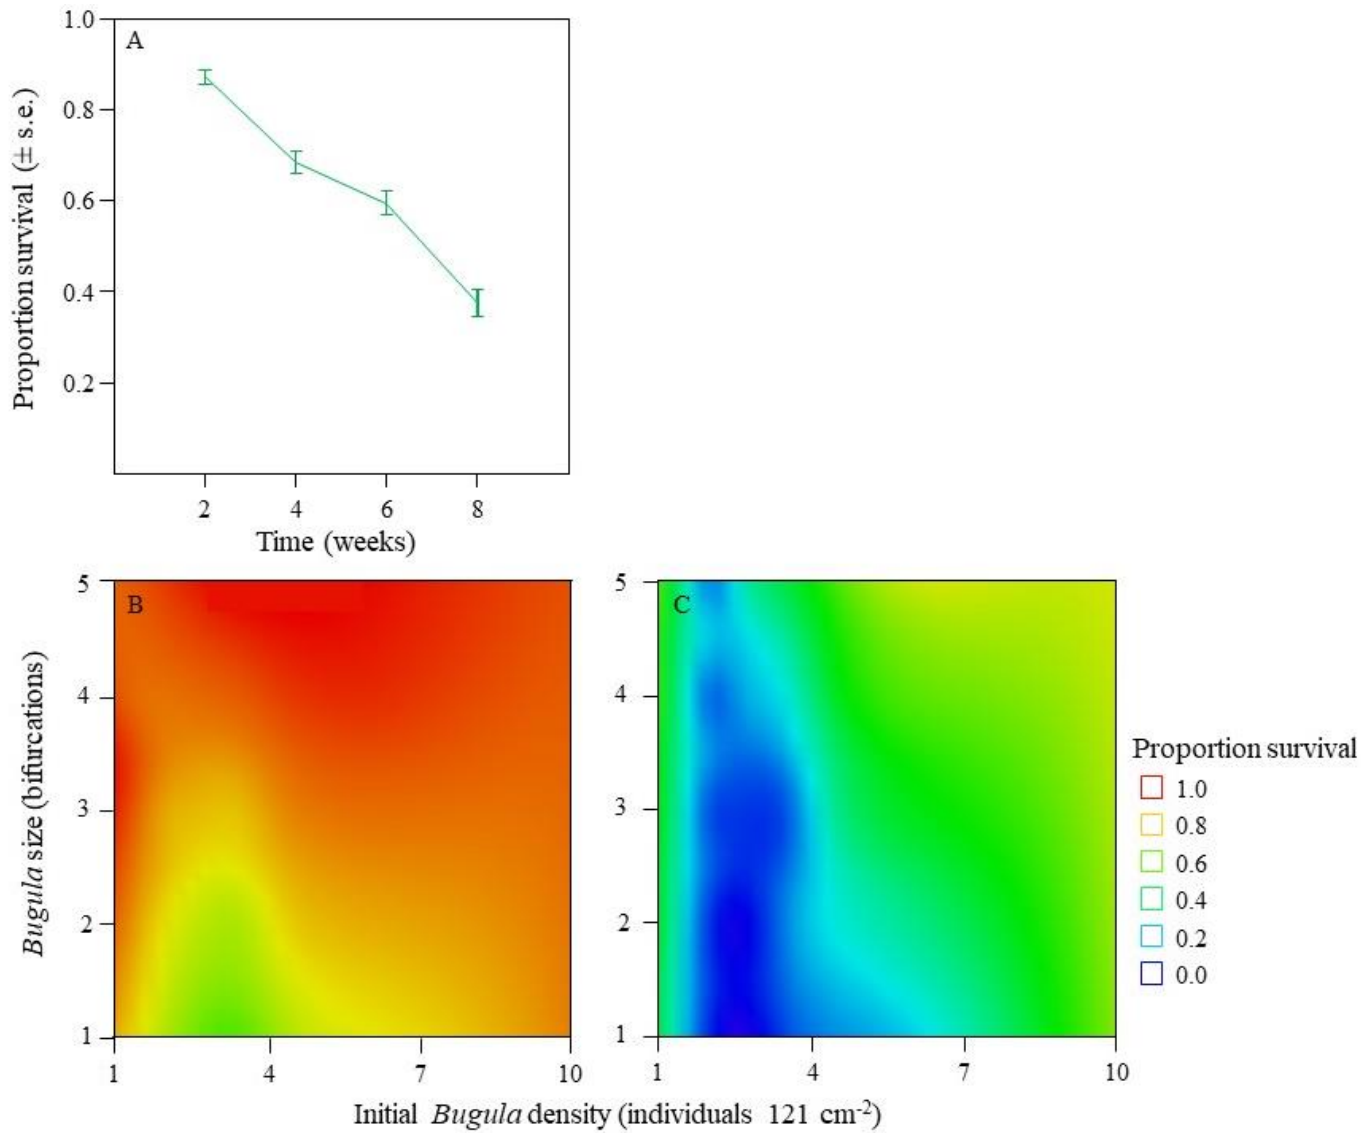 A
Proportion survival (± s.e.)
1.0
0.8
0.6
0.4
0.2
2 4 6 8
Time (weeks)
B
Bugula size (bifurcations)
5
4
3
2
1
1 4 7 10
C
5
4
3
2
1
1 4 7 10
Initial Bugula density (individuals 121 cm-2)
Proportion survival
1.0
0.8
0.6
0.4
0.2
0.0